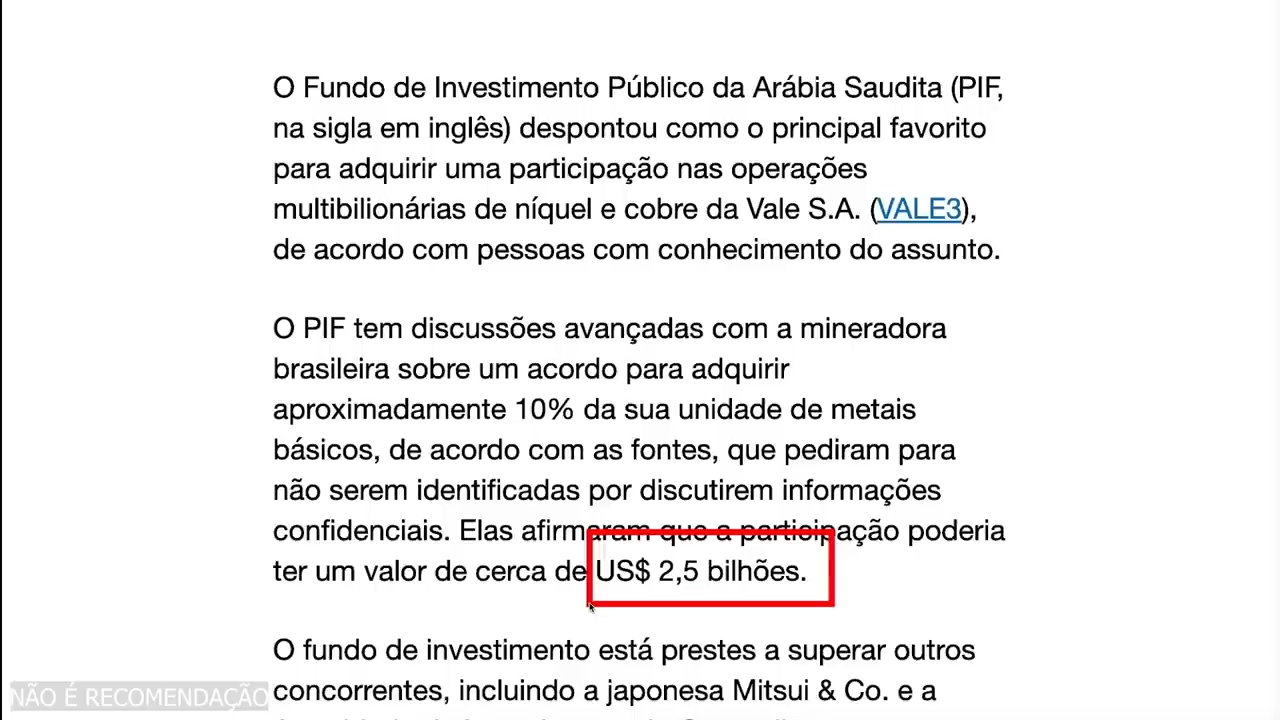 O Fundo de Investimento Público da Arábia Saudita (PIF,
na sigla em inglês) despontou como o principal favorito
para adquirir uma participação nas operações
multibilionárias de níquel e cobre da Vale S.A. (VALE3),
de acordo com pessoas com conhecimento do assunto.
O PIF tem discussões avançadas com a mineradora
brasileira sobre um acordo para adquirir
aproximadamente 10% da sua unidade de metais
básicos, de acordo com as fontes, que pediram para
não serem identificadas por discutirem informações
confidenciais. Elas afirmaram que a participação poderia
ter um valor de cerca de US$ 2,5 bilhões.
O fundo de investimento está prestes a superar outros
concorrentes, incluindo a japonesa Mitsui & Co. e a
NÃO É RECOMENDAÇÃO